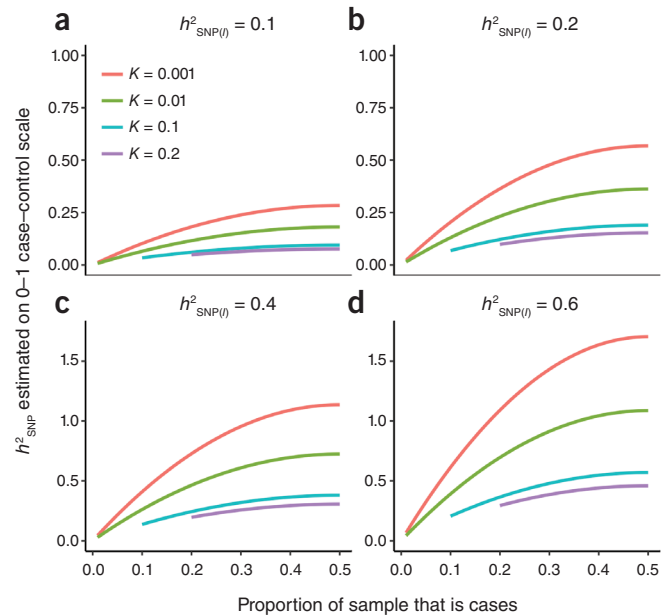 a
h²SNP(l) = 0.1
1.00
0.75
0.50
0.25
0.00
K = 0.001
K = 0.01
K = 0.1
K = 0.2
b
h²SNP(l) = 0.2
1.00
0.75
0.50
0.25
0.00
h²SNP estimated on 0–1 case–control scale
c
h²SNP(l) = 0.4
1.5
1.0
0.5
0.0
0.0 0.1 0.2 0.3 0.4 0.5
d
h²SNP(l) = 0.6
1.5
1.0
0.5
0.0
0.0 0.1 0.2 0.3 0.4 0.5
Proportion of sample that is cases